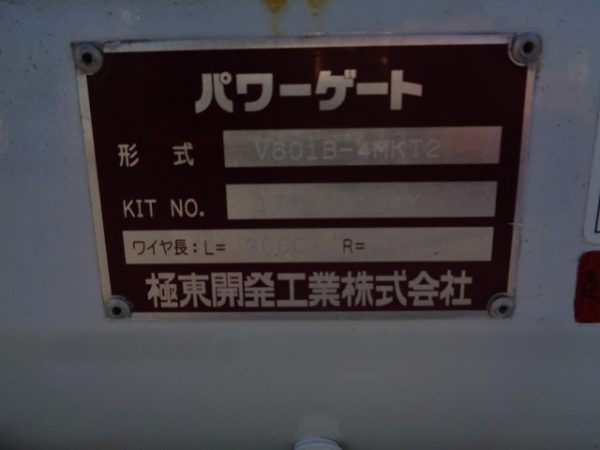 パワーゲート
形式 V601B-4MKT2
KIT NO.
ワイヤ長:L= R=
極東開発工業株式会社
TOP